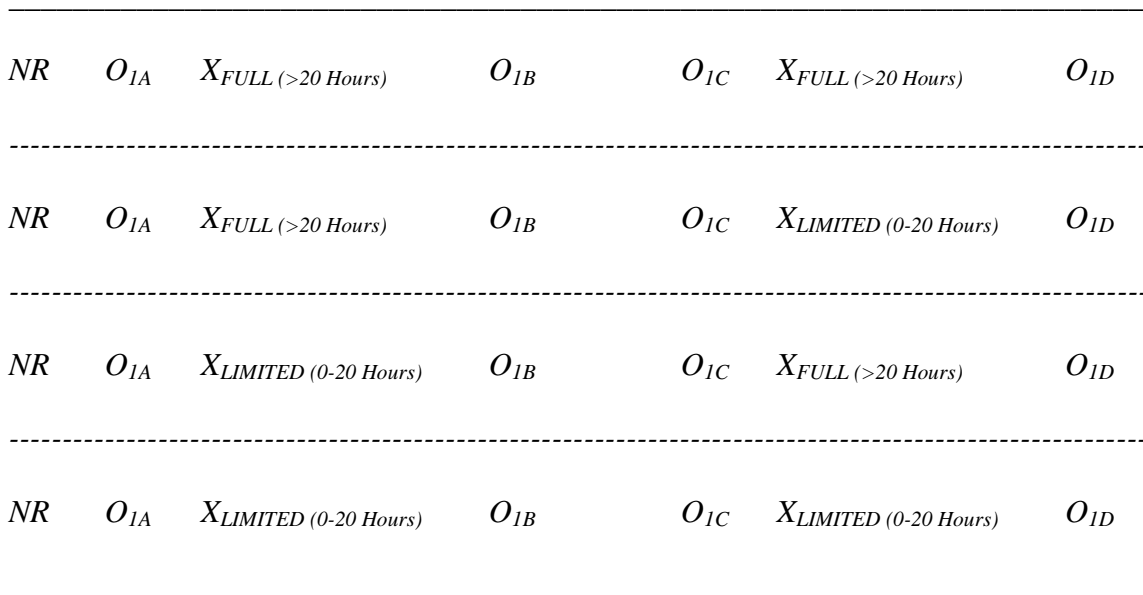 NR O1A XFULL (>20 Hours) O1B O1C XFULL (>20 Hours) O1D
NR O1A XFULL (>20 Hours) O1B O1C XLIMITED (0-20 Hours) O1D
NR O1A XLIMITED (0-20 Hours) O1B O1C XFULL (>20 Hours) O1D
NR O1A XLIMITED (0-20 Hours) O1B O1C XLIMITED (0-20 Hours) O1D